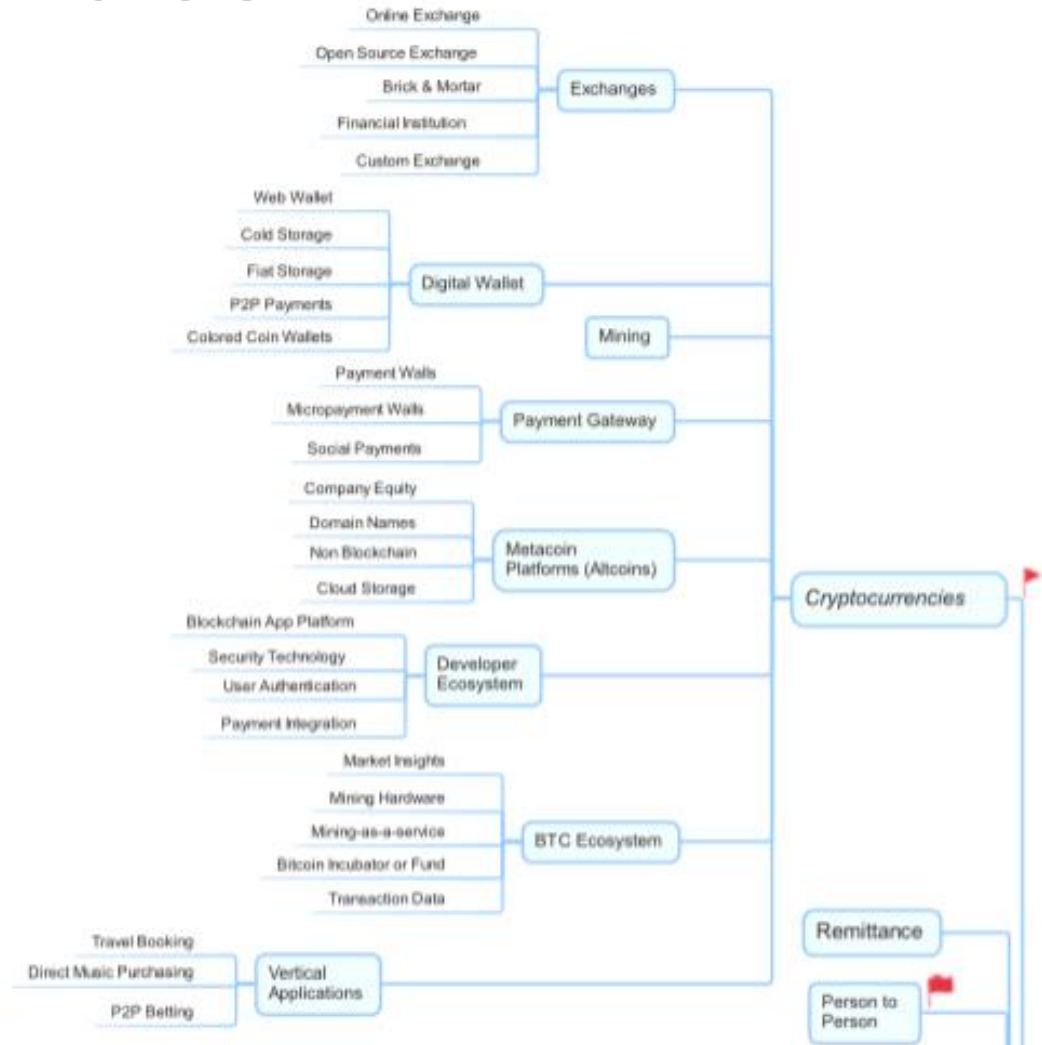 Online Exchange
Open Source Exchange
Brick & Mortar
Financial Institution
Custom Exchange
Exchanges
Web Wallet
Cold Storage
Fiat Storage
P2P Payments
Colored Coin Wallets
Digital Wallet
Mining
Payment Walls
Micropayment Walls
Social Payments
Payment Gateway
Company Equity
Domain Names
Non Blockchain
Cloud Storage
Metacoin
Platforms (Altcoins)
Cryptocurrencies
Blockchain App Platform
Security Technology
User Authentication
Payment Integration
Developer
Ecosystem
Market Insights
Mining Hardware
Mining-as-a-service
Bitcoin Incubator or Fund
Transaction Data
BTC Ecosystem
Remittance
Travel Booking
Direct Music Purchasing
P2P Betting
Vertical
Applications
Person to
Person